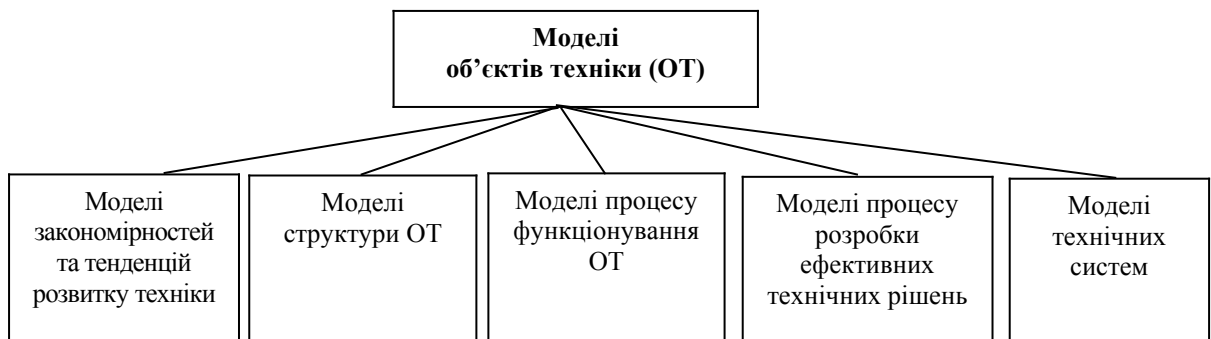 Моделі
об’єктів техніки (ОТ)
Моделі
закономірностей
та тенденцій
розвитку техніки
Моделі
структури ОТ
Моделі процесу
функціонування
ОТ
Моделі процесу
розробки
ефективних
технічних рішень
Моделі
технічних
систем